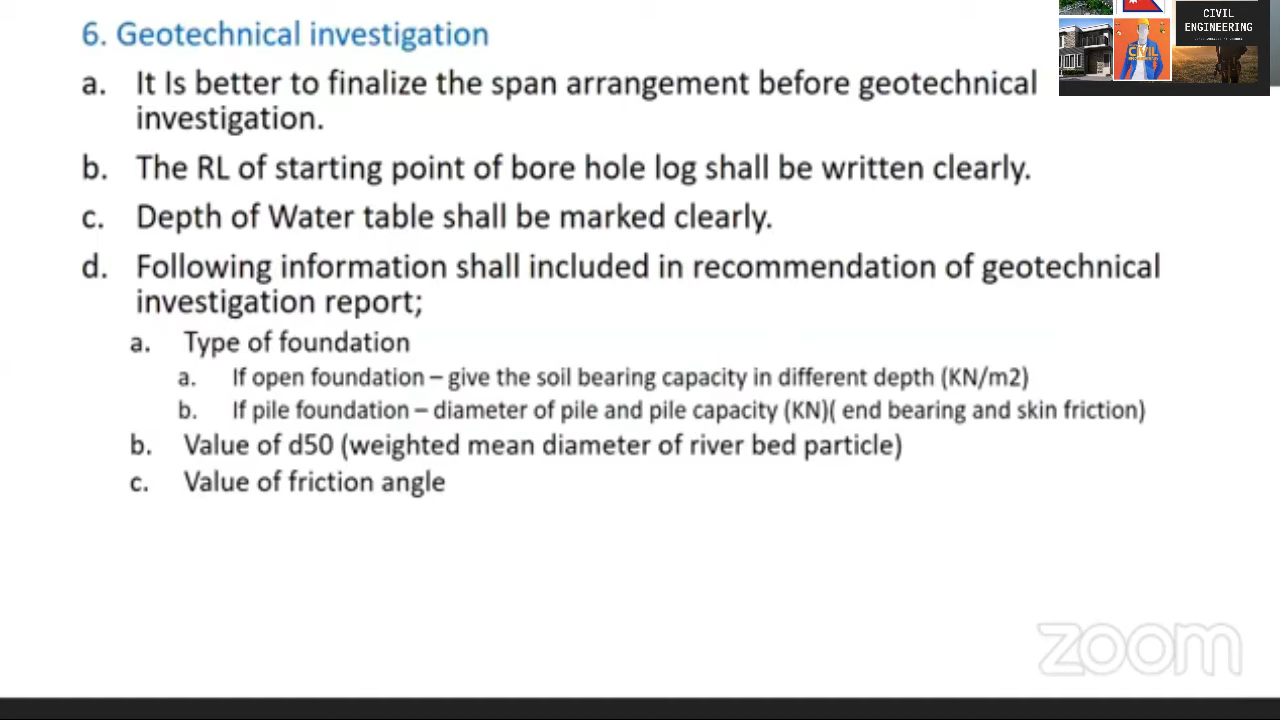 6. Geotechnical investigation
CIVIL
ENGINEERING
a. It Is better to finalize the span arrangement before geotechnical
investigation.
b. The RL of starting point of bore hole log shall be written clearly.
c. Depth of Water table shall be marked clearly.
d. Following information shall included in recommendation of geotechnical
investigation report;
a. Type of foundation
a. If open foundation – give the soil bearing capacity in different depth (KN/m2)
b. If pile foundation – diameter of pile and pile capacity (KN)( end bearing and skin friction)
b. Value of d50 (weighted mean diameter of river bed particle)
c. Value of friction angle
zoom